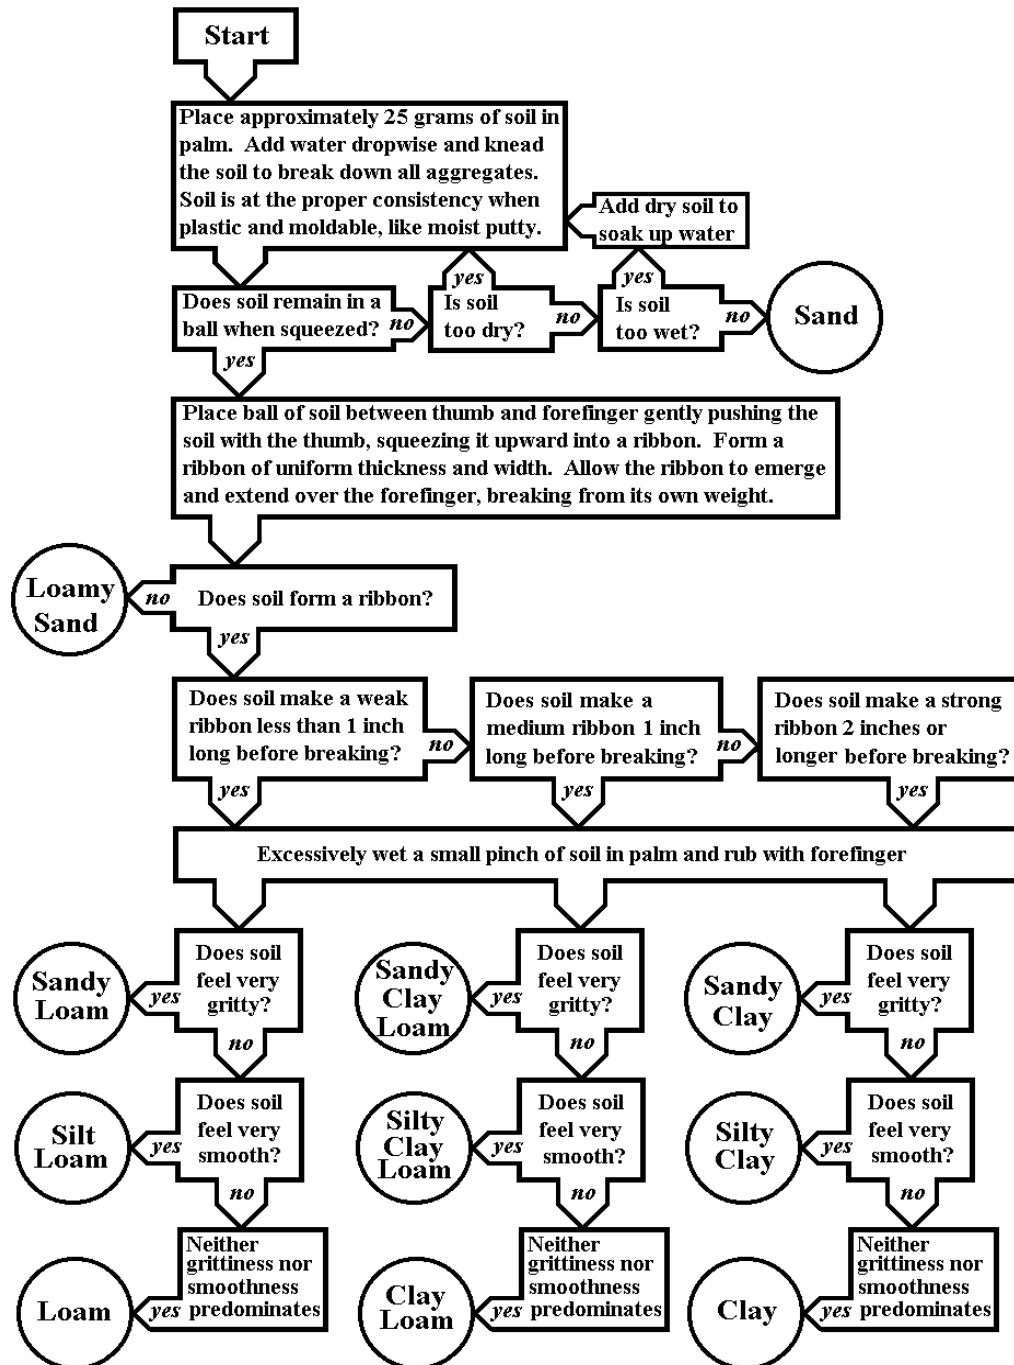 Start
Place approximately 25 grams of soil in
palm. Add water dropwise and knead
the soil to break down all aggregates.
Soil is at the proper consistency when
plastic and moldable, like moist putty.
Add dry soil to
soak up water
yes
yes
Does soil remain in a
ball when squeezed?
no
Is soil
too dry?
no
Is soil
too wet?
no
Sand
yes
Place ball of soil between thumb and forefinger gently pushing the
soil with the thumb, squeezing it upward into a ribbon. Form a
ribbon of uniform thickness and width. Allow the ribbon to emerge
and extend over the forefinger, breaking from its own weight.
Loamy
Sand
no
Does soil form a ribbon?
yes
Does soil make a weak
ribbon less than 1 inch
long before breaking?
no
Does soil make a
medium ribbon 1 inch
long before breaking?
no
Does soil make a strong
ribbon 2 inches or
longer before breaking?
yes
yes
yes
Excessively wet a small pinch of soil in palm and rub with forefinger
Sandy
Loam
yes
Does soil
feel very
gritty?
Sandy
Clay
Loam
yes
Does soil
feel very
gritty?
Sandy
Clay
yes
Does soil
feel very
gritty?
no
no
no
Silt
Loam
yes
Does soil
feel very
smooth?
Silty
Clay
Loam
yes
Does soil
feel very
smooth?
Silty
Clay
yes
Does soil
feel very
smooth?
no
no
no
Loam
yes
Neither
grittiness nor
smoothness
predominates
Clay
Loam
yes
Neither
grittiness nor
smoothness
predominates
Clay
yes
Neither
grittiness nor
smoothness
predominates